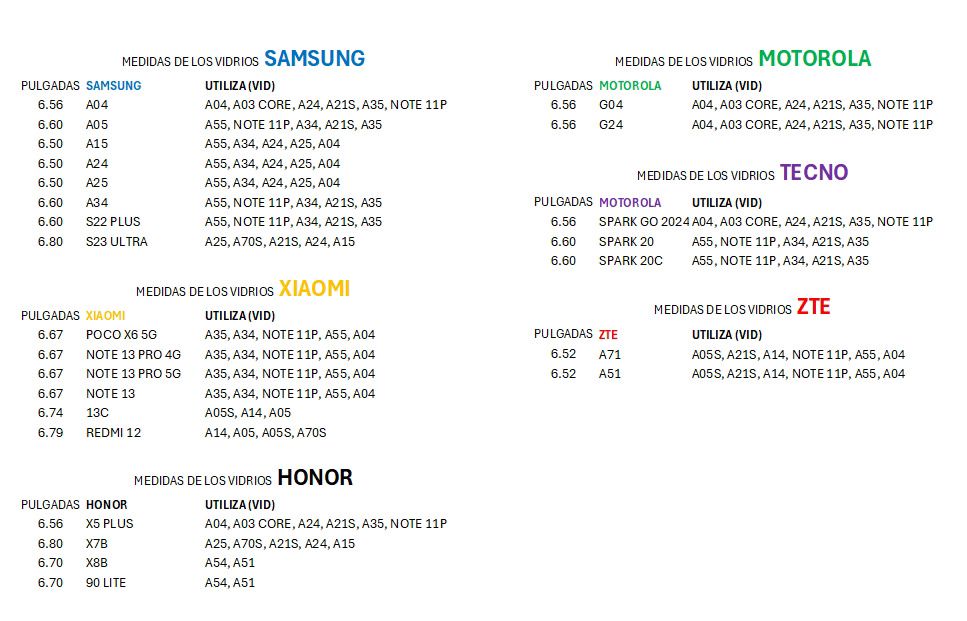 MEDIDAS DE LOS VIDRIOS SAMSUNG
PULGADAS SAMSUNG UTILIZA (VID)
6.56 A04 A04, A03 CORE, A24, A21S, A35, NOTE 11P
6.60 A05 A55, NOTE 11P, A34, A21S, A35
6.50 A15 A55, A34, A24, A25, A04
6.50 A24 A55, A34, A24, A25, A04
6.50 A25 A55, A34, A24, A25, A04
6.60 A34 A55, NOTE 11P, A34, A21S, A35
6.60 S22 PLUS A55, NOTE 11P, A34, A21S, A35
6.80 S23 ULTRA A25, A70S, A21S, A24, A15
MEDIDAS DE LOS VIDRIOS XIAOMI
PULGADAS XIAOMI UTILIZA (VID)
6.67 POCO X6 5G A35, A34, NOTE 11P, A55, A04
6.67 NOTE 13 PRO 4G A35, A34, NOTE 11P, A55, A04
6.67 NOTE 13 PRO 5G A35, A34, NOTE 11P, A55, A04
6.67 NOTE 13 A35, A34, NOTE 11P, A55, A04
6.74 13C A05S, A14, A05
6.79 REDMI 12 A14, A05, A05S, A70S
MEDIDAS DE LOS VIDRIOS HONOR
PULGADAS HONOR UTILIZA (VID)
6.56 X5 PLUS A04, A03 CORE, A24, A21S, A35, NOTE 11P
6.80 X7B A25, A70S, A21S, A24, A15
6.70 X8B A54, A51
6.70 90 LITE A54, A51
MEDIDAS DE LOS VIDRIOS MOTOROLA
PULGADAS MOTOROLA UTILIZA (VID)
6.56 G04 A04, A03 CORE, A24, A21S, A35, NOTE 11P
6.56 G24 A04, A03 CORE, A24, A21S, A35, NOTE 11P
MEDIDAS DE LOS VIDRIOS TECNO
PULGADAS MOTOROLA UTILIZA (VID)
6.56 SPARK GO 2024 A04, A03 CORE, A24, A21S, A35, NOTE 11P
6.60 SPARK 20 A55, NOTE 11P, A34, A21S, A35
6.60 SPARK 20C A55, NOTE 11P, A34, A21S, A35
MEDIDAS DE LOS VIDRIOS ZTE
PULGADAS ZTE UTILIZA (VID)
6.52 A71 A05S, A21S, A14, NOTE 11P, A55, A04
6.52 A51 A05S, A21S, A14, NOTE 11P, A55, A04